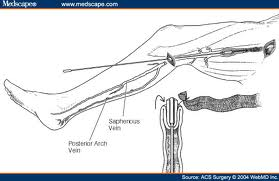 Medscape® www.medscape.com
Saphenous
Vein
Posterior Arch
Vein
Source: ACS Surgery © 2004 WebMD Inc.